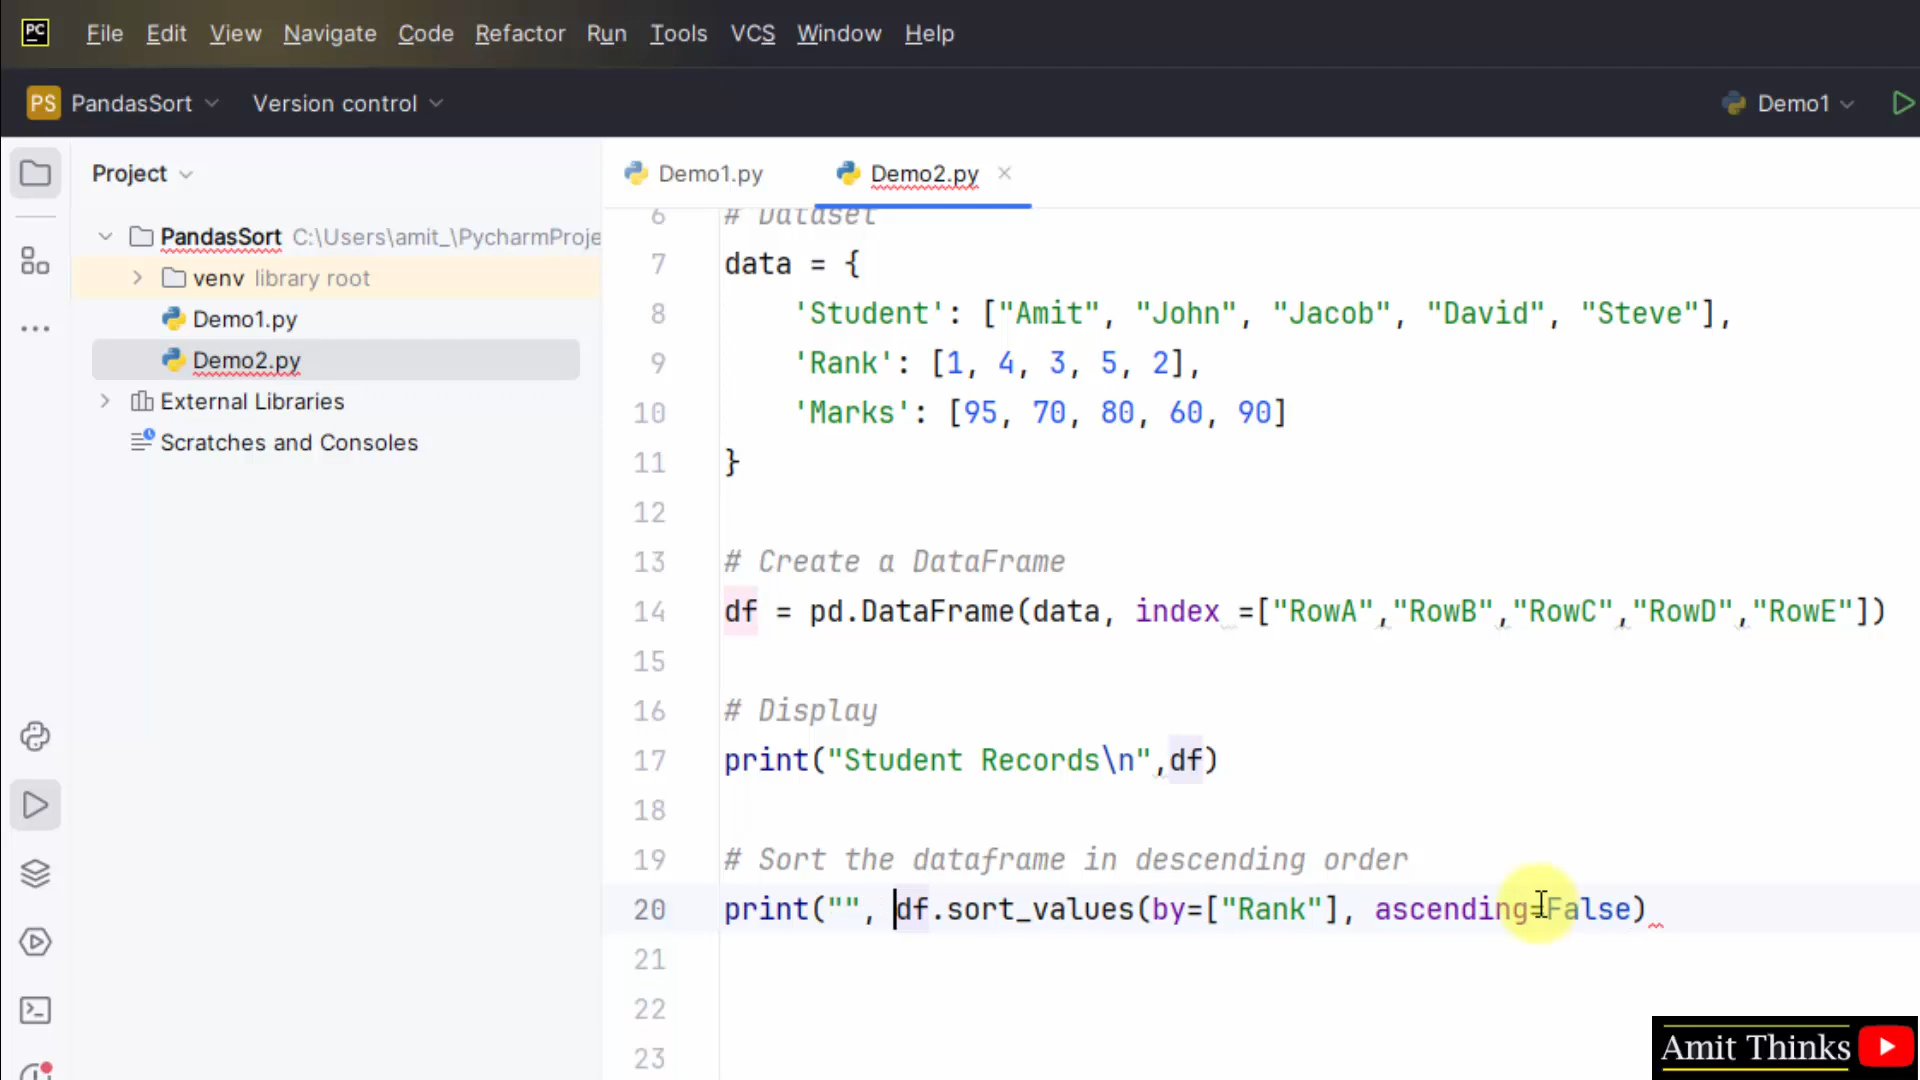 PC File Edit View Navigate Code Refactor Run Tools VCS Window Help
PS PandasSort Version control Demo1
Project
PandasSort C:\Users\amit_\PycharmProje
venv library root
Demo1.py
Demo2.py
External Libraries
Scratches and Consoles
Demo1.py Demo2.py
6 # Dataset
7 data = {
8 'Student': ["Amit", "John", "Jacob", "David", "Steve"],
9 'Rank': [1, 4, 3, 5, 2],
10 'Marks': [95, 70, 80, 60, 90]
11 }
12
13 # Create a DataFrame
14 df = pd.DataFrame(data, index =["RowA","RowB","RowC","RowD","RowE"])
15
16 # Display
17 print("Student Records\n",df)
18
19 # Sort the dataframe in descending order
20 print("", df.sort_values(by=["Rank"], ascending=False)
21
22
23
Amit Thinks